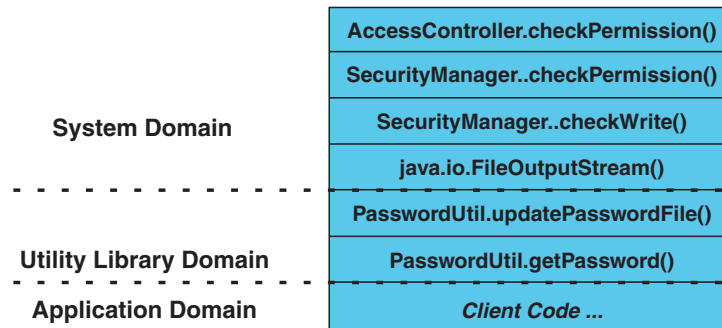 AccessController.checkPermission()
SecurityManager..checkPermission()
System Domain
SecurityManager..checkWrite()
java.io.FileOutputStream()
PasswordUtil.updatePasswordFile()
Utility Library Domain
PasswordUtil.getPassword()
Application Domain
Client Code ...